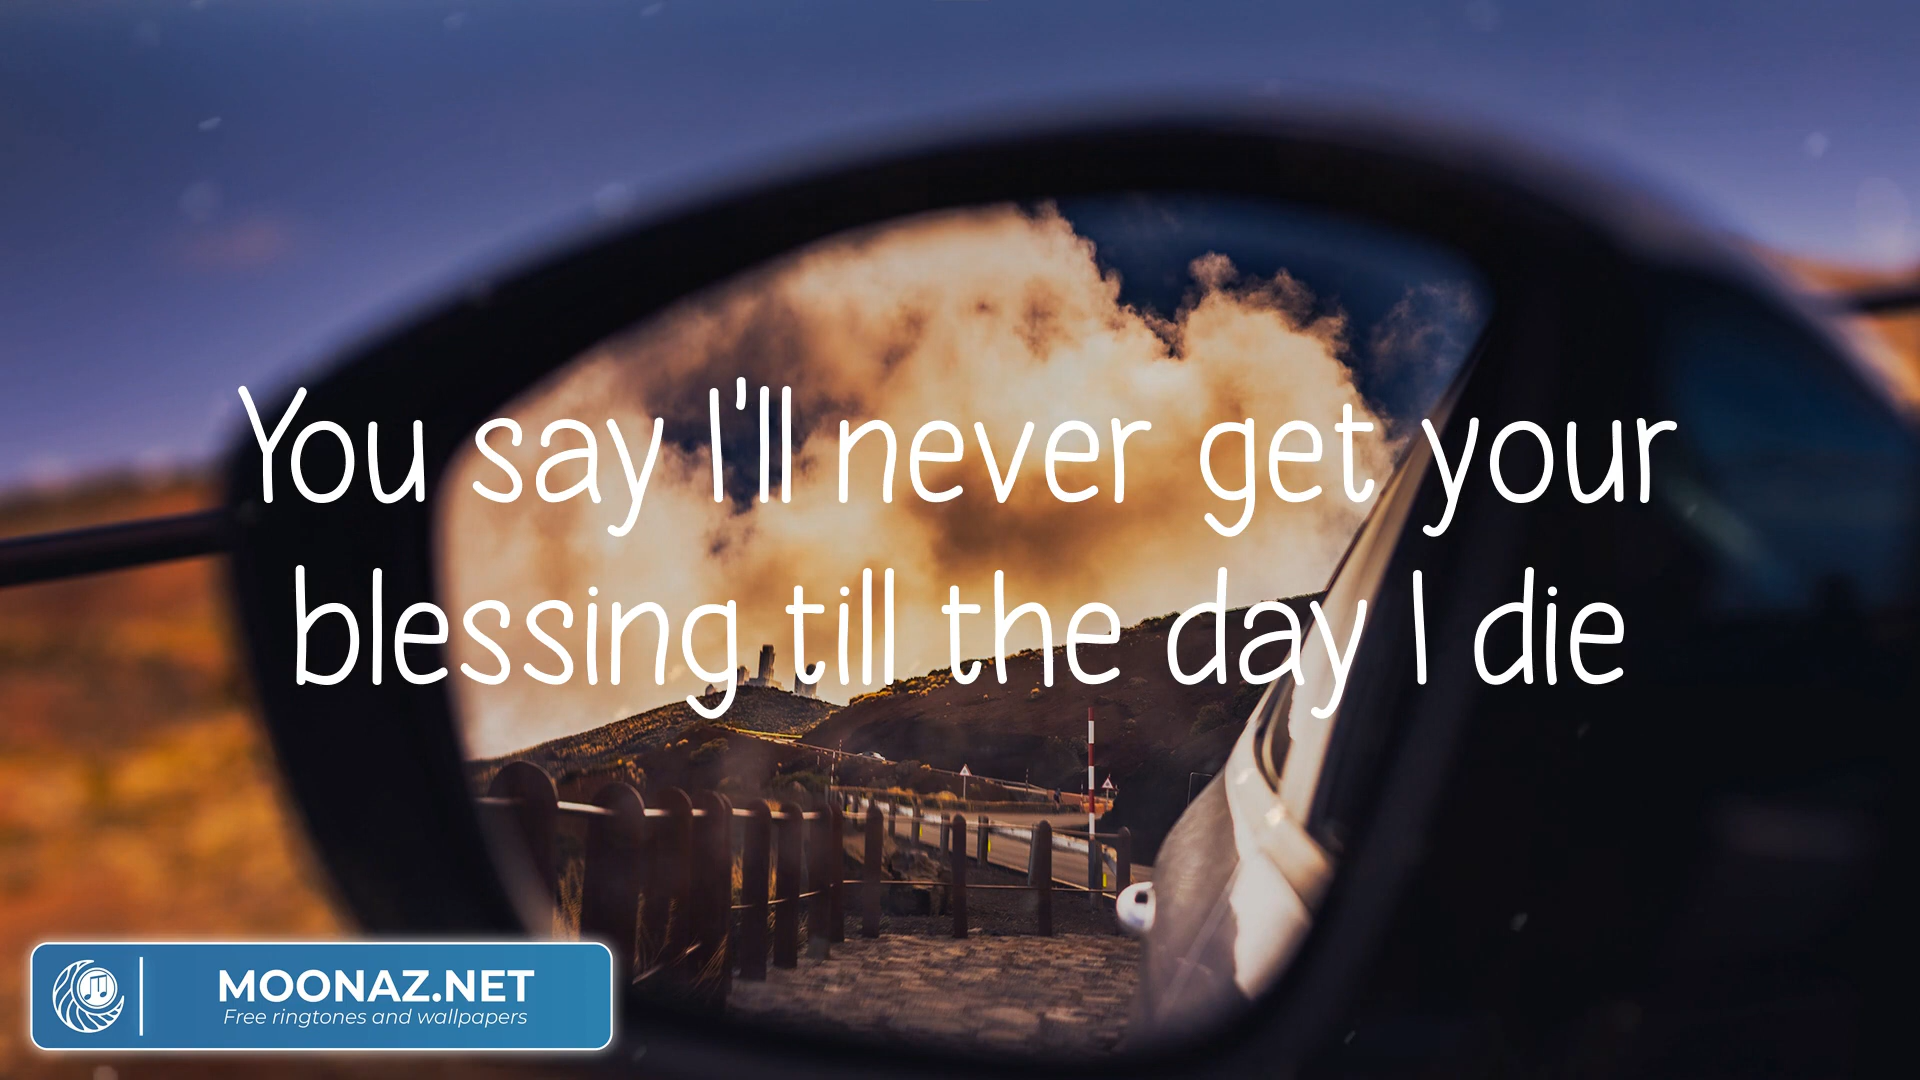 You say I'll never get your
blessing till the day I die
MOONAZ.NET
Free ringtones and wallpapers